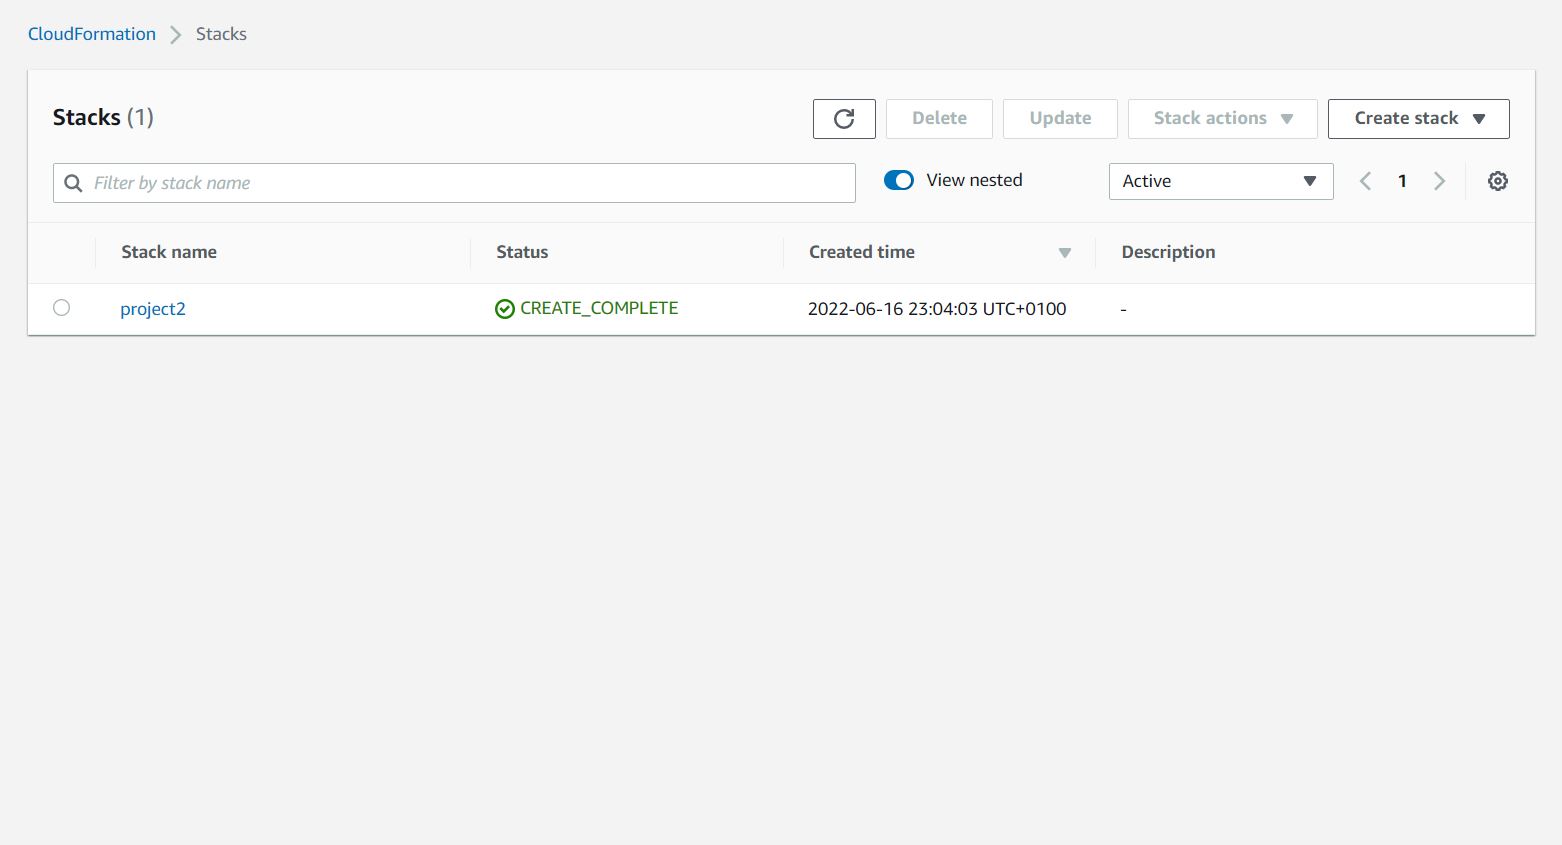 CloudFormation Stacks
Stacks (1) Delete Update Stack actions Create stack
Filter by stack name View nested Active 1
Stack name Status Created time Description
project2 CREATE_COMPLETE 2022-06-16 23:04:03 UTC+0100 -